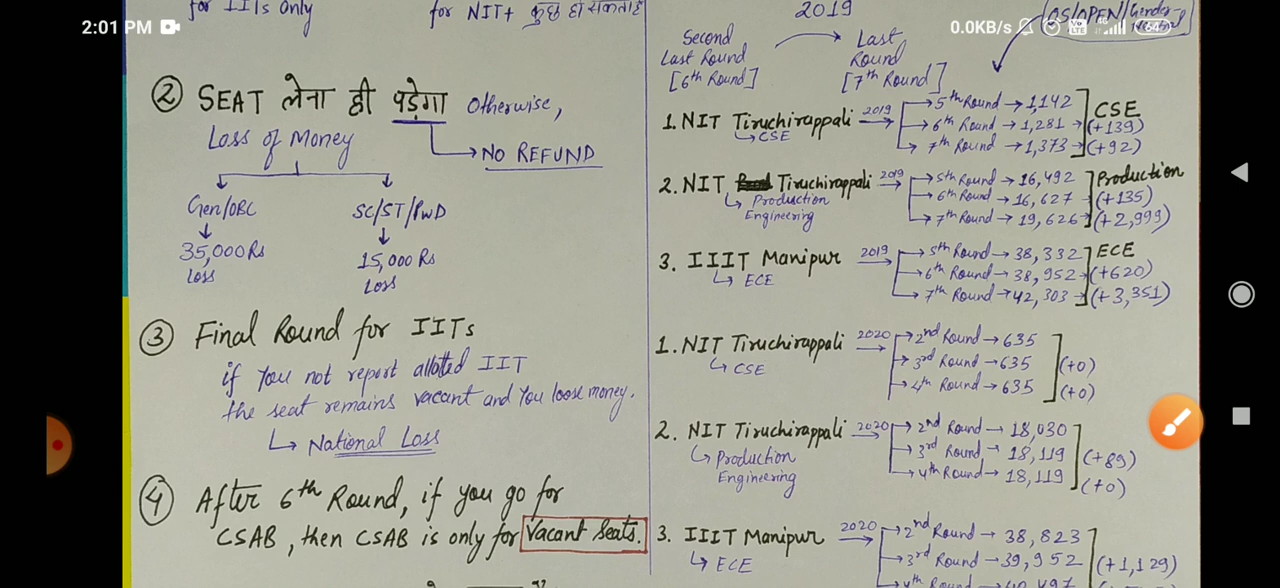 2:01 PM
0.0KB/s
64
for IITs only
for NIT+ कुछ हो सकता है
② SEAT लेना ही पड़ेगा Otherwise,
Loss of Money
NO REFUND
Gen/OBC
SC/ST/PwD
35,000 Rs
Loss
15,000 Rs
Loss
③ Final Round for IITs
if you not report allotted IIT
the seat remains vacant and you loose money.
National Loss
④ After 6th Round, if you go for
CSAB, then CSAB is only for Vacant Seats.
2019
OS/OPEN/Gender
Neutral
Second
Last Round
[6th Round]
Last
Round
[7th Round]
1. NIT Tiruchirappali 2019 5th Round → 1,142 CSE
CSE 6th Round → 1,281 → (+139)
7th Round → 1,373 → (+92)
2. NIT Tiruchirappali 2019 5th Round → 16,492 Production
Production 6th Round → 16,627 (+135)
Engineering 7th Round → 19,626 (+2,999)
3. IIIT Manipur 2019 5th Round → 38,332 ECE
ECE 6th Round → 38,952 (+620)
7th Round → 42,303 → (+3,351)
1. NIT Tiruchirappali 2020 2nd Round → 635
CSE 3rd Round → 635 (+0)
4th Round → 635 (+0)
2. NIT Tiruchirappali 2020 2nd Round → 18,030
Production 3rd Round → 18,119 (+89)
Engineering 4th Round → 18,119 (+0)
3. IIIT Manipur 2020 2nd Round → 38,823
ECE 3rd Round → 39,952 (+1,129)
4th Round